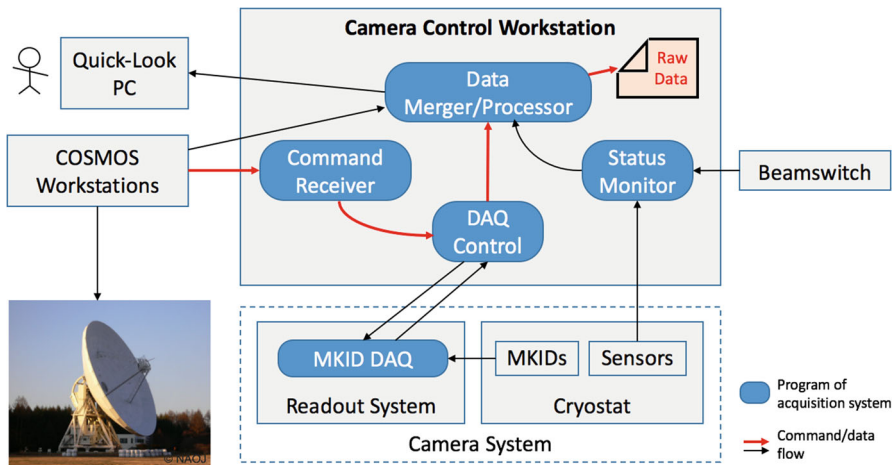 Camera Control Workstation
Quick-Look
PC
Data
Merger/Processor
Raw
Data
COSMOS
Workstations
Command
Receiver
Status
Monitor
Beamswitch
DAQ
Control
MKID DAQ
MKIDs
Sensors
Readout System
Cryostat
Camera System
Program of
acquisition system
Command/data
flow
© NAOJ